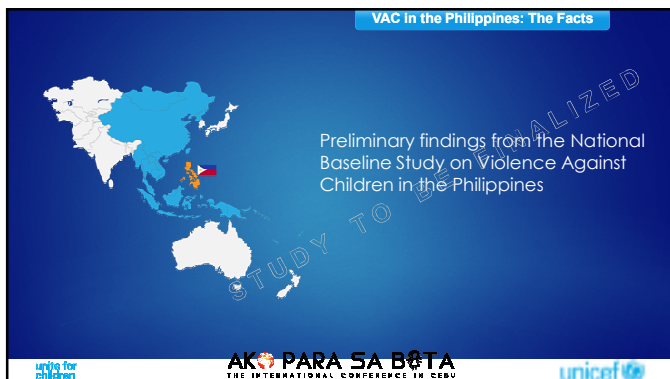 VAC in the Philippines: The Facts
Preliminary findings from the National
Baseline Study on Violence Against
Children in the Philippines
STUDY TO BE FINALIZED
unite for
children
AKO PARA SA BATA
THE INTERNATIONAL CONFERENCE IN CEBU
unicef